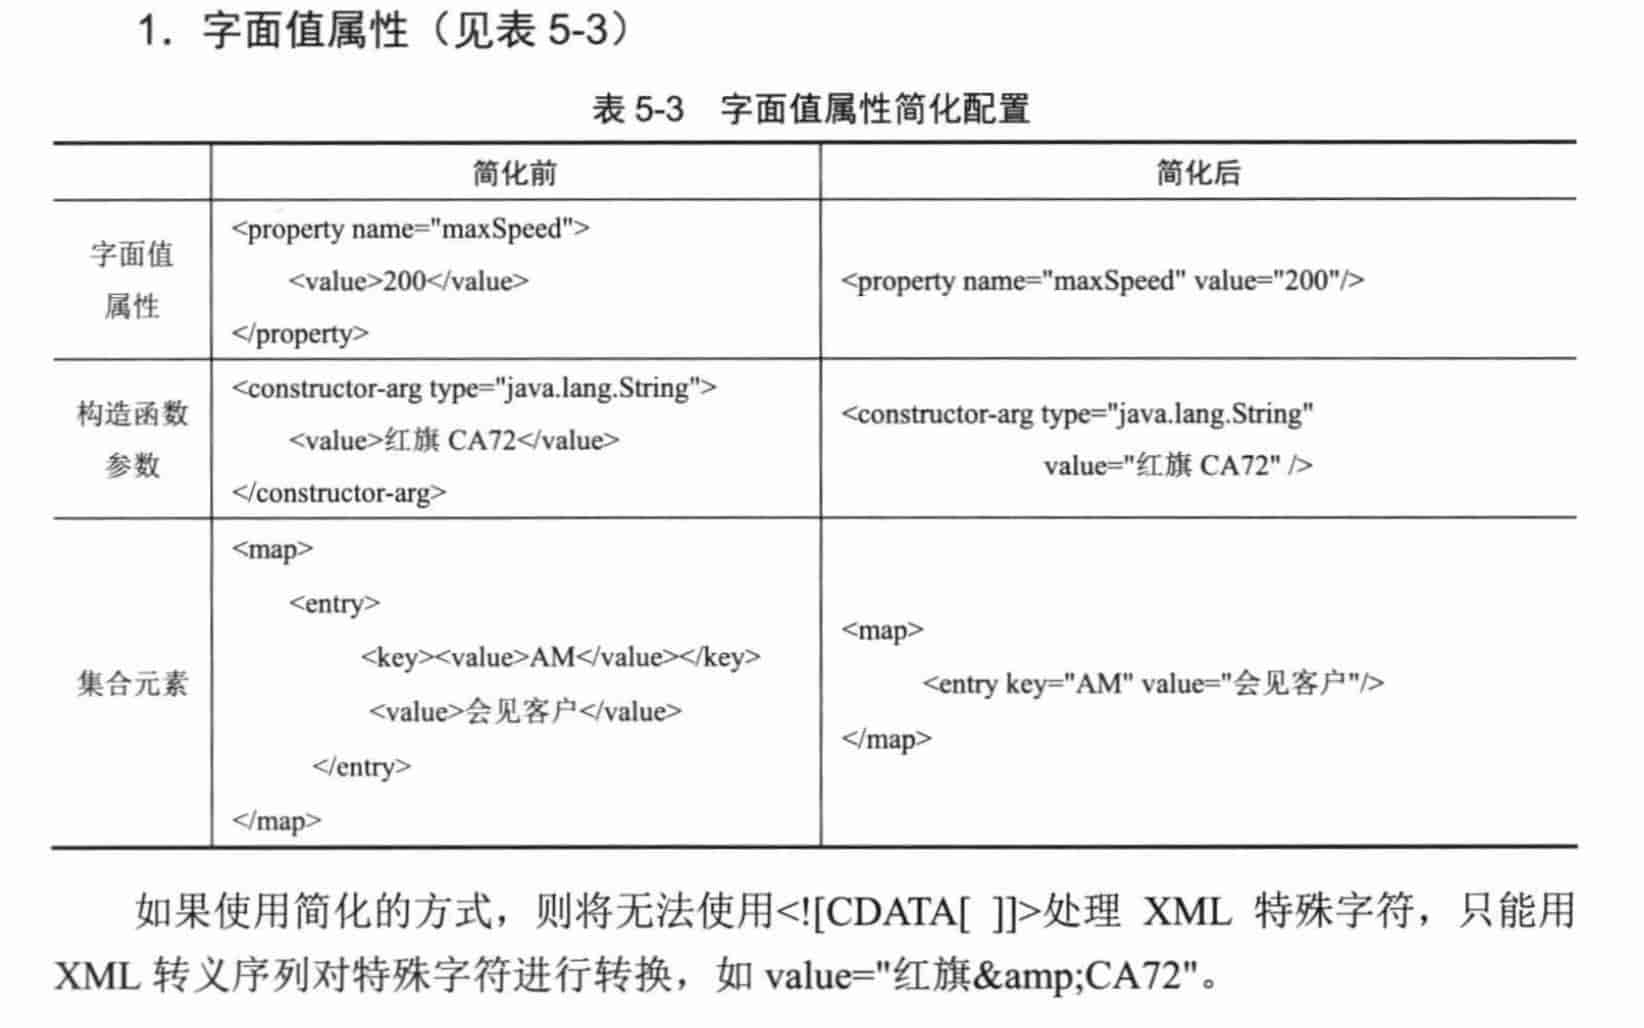 1．字面值属性（见表 5-3）
表 5-3　字面值属性简化配置
简化前
简化后
字面值
属性
<property name="maxSpeed">
<value>200</value>
</property>
<property name="maxSpeed" value="200"/>
构造函数
参数
<constructor-arg type="java.lang.String">
<value>红旗 CA72</value>
</constructor-arg>
<constructor-arg type="java.lang.String"
value="红旗 CA72" />
集合元素
<map>
<entry>
<key><value>AM</value></key>
<value>会见客户</value>
</entry>
</map>
<map>
<entry key="AM" value="会见客户"/>
</map>
如果使用简化的方式，则将无法使用<![CDATA[ ]]>处理 XML 特殊字符，只能用
XML 转义序列对特殊字符进行转换，如 value="红旗&amp;CA72"。